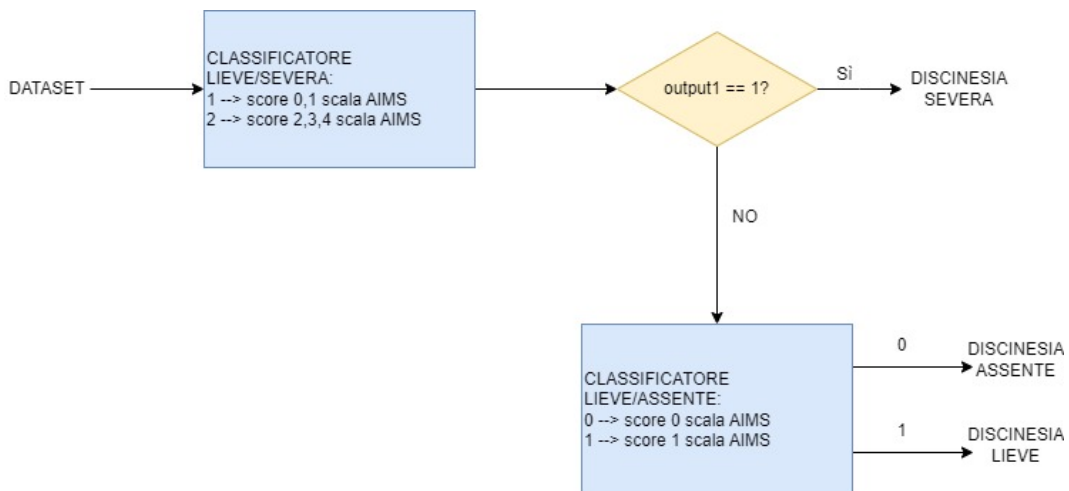 DATASET
CLASSIFICATORE
LIEVE/SEVERA:
1 --> score 0,1 scala AIMS
2 --> score 2,3,4 scala AIMS
output1 == 1?
Sì
DISCINESIA
SEVERA
NO
CLASSIFICATORE
LIEVE/ASSENTE:
0 --> score 0 scala AIMS
1 --> score 1 scala AIMS
0
DISCINESIA
ASSENTE
1
DISCINESIA
LIEVE